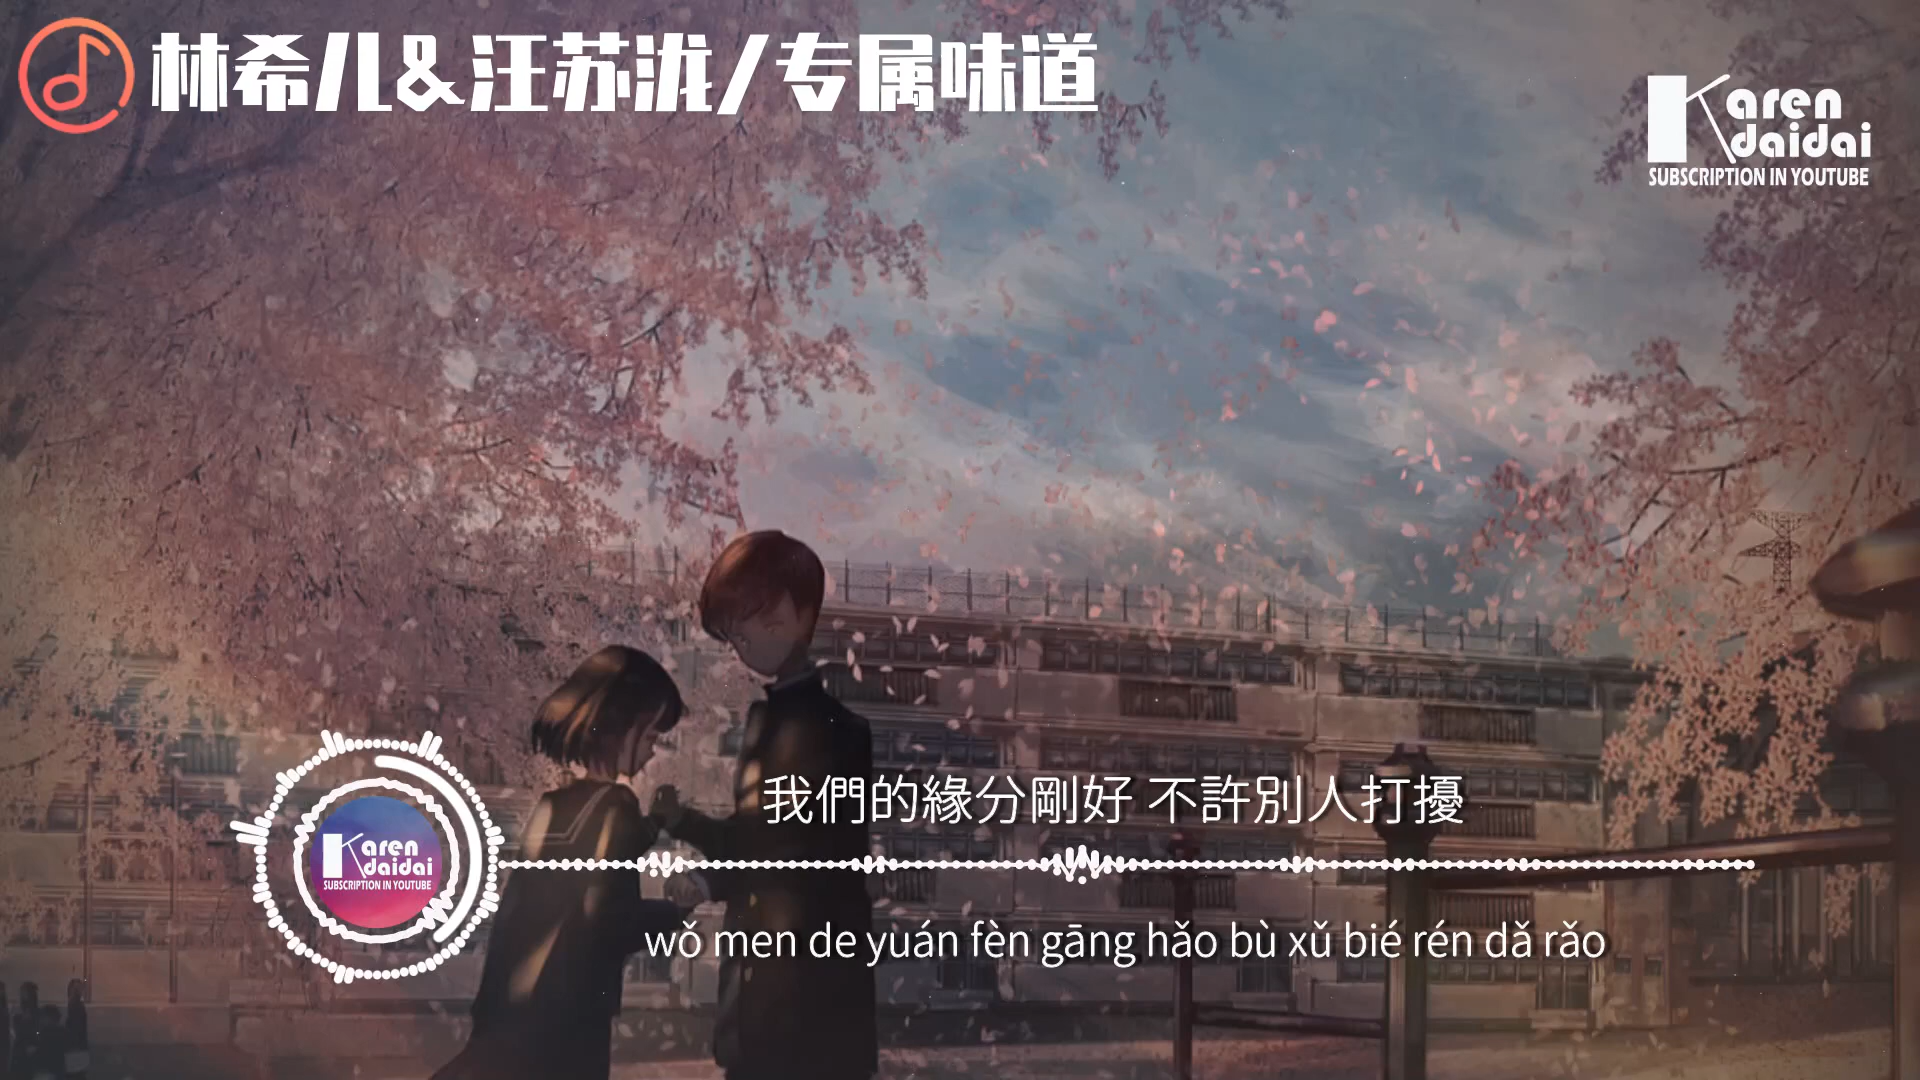 林希儿&汪苏泷/专属味道
Karen
daidai
SUBSCRIPTION IN YOUTUBE
我們的緣分剛好 不許別人打擾
Karen
daidai
SUBSCRIPTION IN YOUTUBE
wǒ men de yuán fèn gāng hǎo bù xǔ bié rén dǎ rǎo